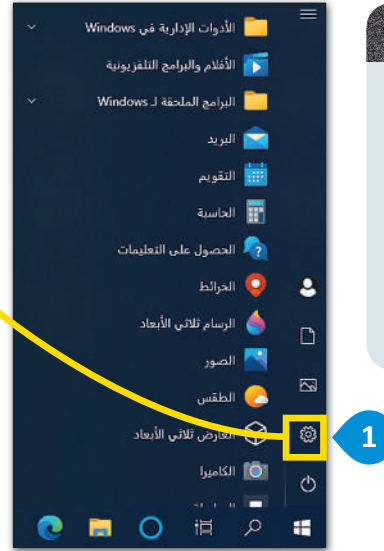 الأدوات الإدارية في Windows
الأفلام والبرامج التلفزيونية
البرامج الملحقة لـ Windows
البريد
التقويم
الحاسبة
الحصول على التعليمات
الخرائط
الرسام ثلاثي الأبعاد
الصور
الطقس
العارض ثلاثي الأبعاد
الكاميرا
1